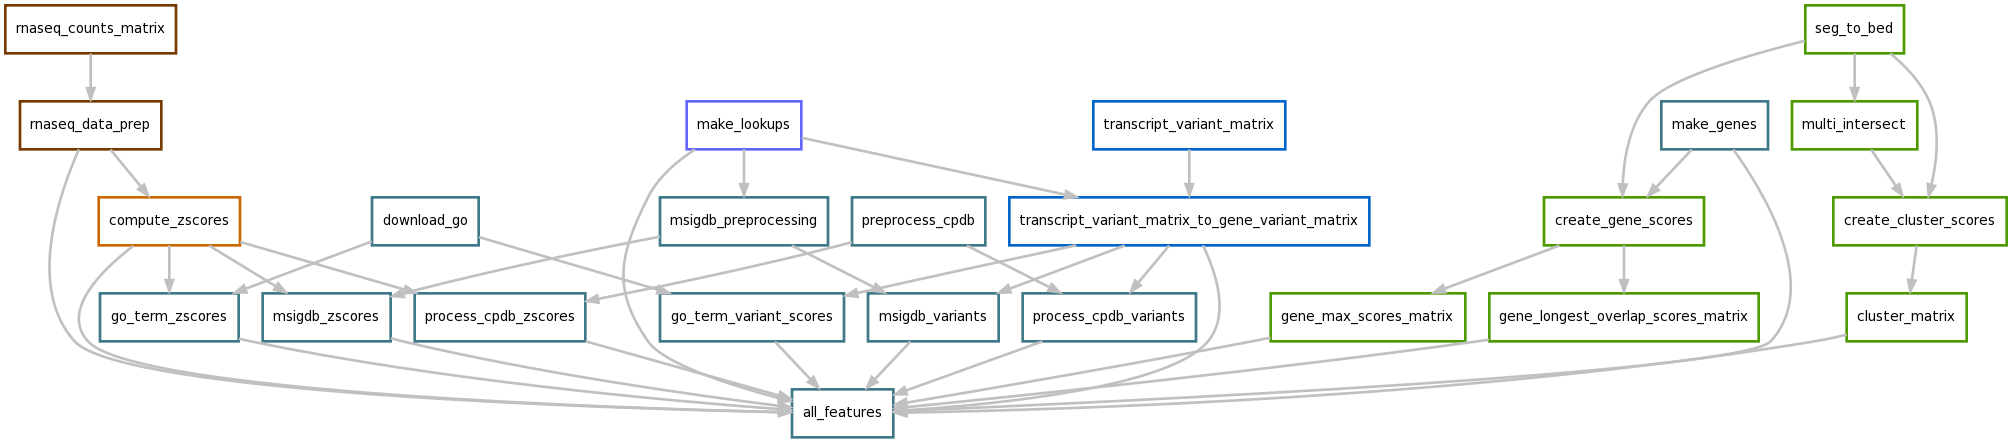 rnaseq_counts_matrix
seg_to_bed
rnaseq_data_prep
make_lookups
transcript_variant_matrix
make_genes
multi_intersect
compute_zscores
download_go
msigdb_preprocessing
preprocess_cpdb
transcript_variant_matrix_to_gene_variant_matrix
create_gene_scores
create_cluster_scores
go_term_zscores
msigdb_zscores
process_cpdb_zscores
go_term_variant_scores
msigdb_variants
process_cpdb_variants
gene_max_scores_matrix
gene_longest_overlap_scores_matrix
cluster_matrix
all_features